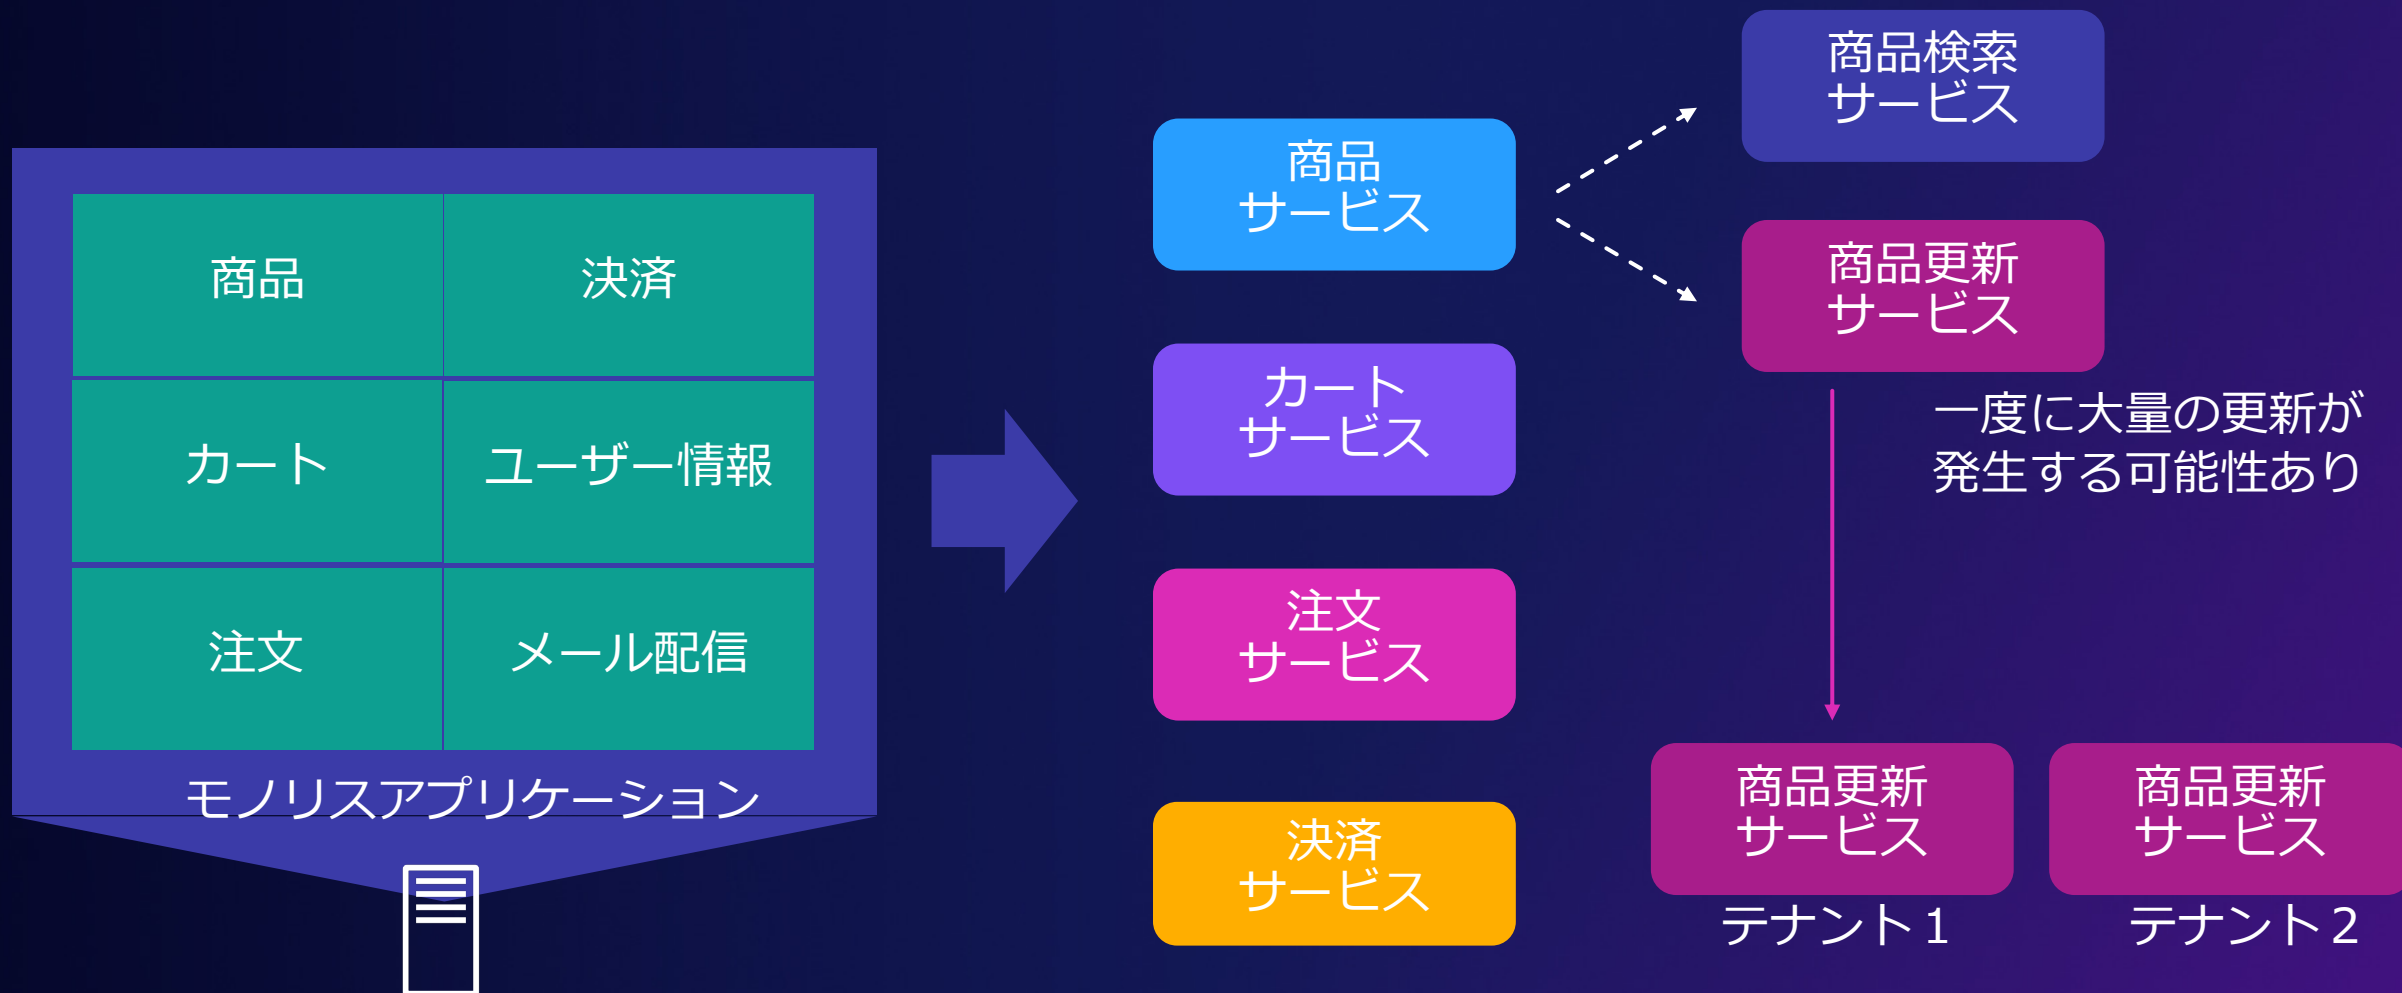 商品
決済
カート
ユーザー情報
注文
メール配信
モノリスアプリケーション
商品
サービス
カート
サービス
注文
サービス
決済
サービス
商品検索
サービス
商品更新
サービス
一度に大量の更新が
発生する可能性あり
商品更新
サービス
テナント1
商品更新
サービス
テナント2